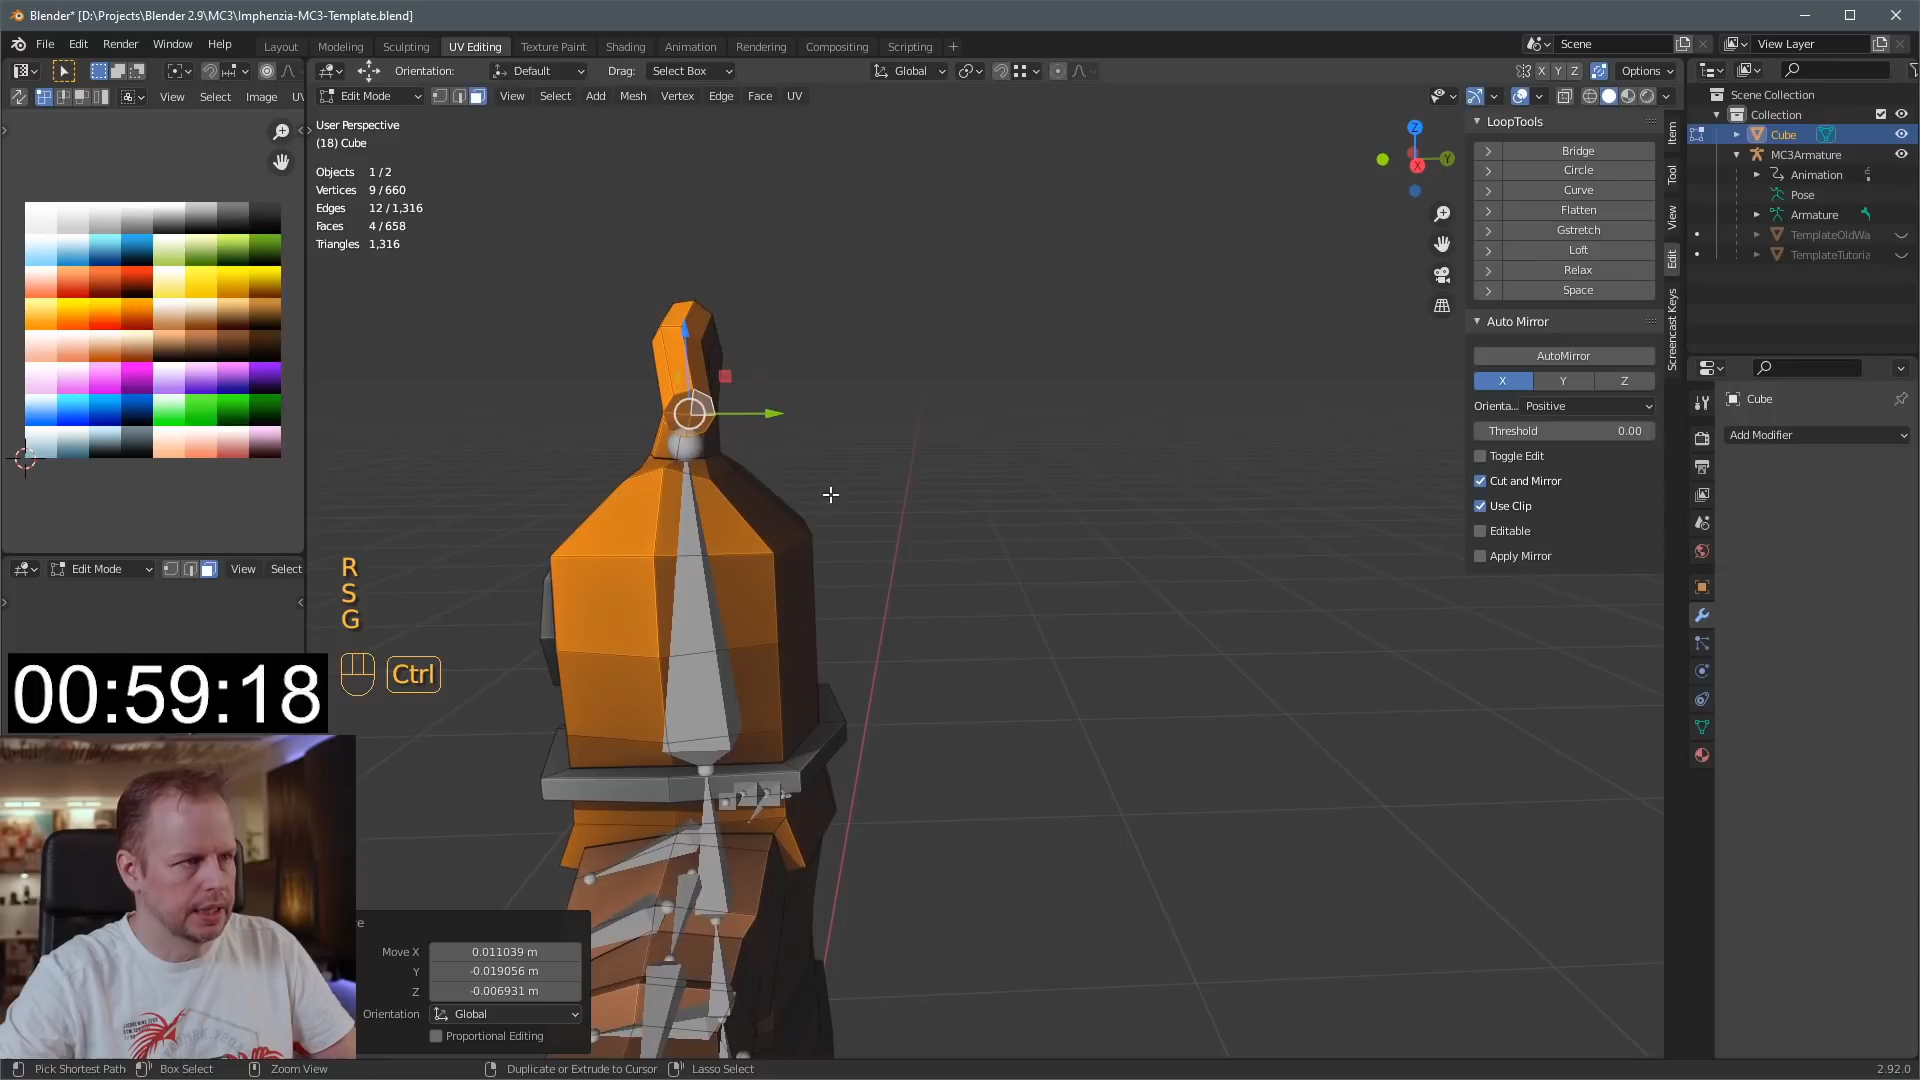 Blender* [D:\Projects\Blender 2.9\MC3\Imphenzia-MC3-Template.blend]
File Edit Render Window Help Layout Modeling Sculpting UV Editing Texture Paint Shading Animation Rendering Compositing Scripting + Scene View Layer
Orientation: Default Drag: Select Box Global X Y Z Options
View Select Image UV Edit Mode View Select Add Mesh Vertex Edge Face UV
User Perspective
(18) Cube
Objects 1 / 2
Vertices 9 / 660
Edges 12 / 1,316
Faces 4 / 658
Triangles 1,316
Z
Y
X
LoopTools
Bridge
Circle
Curve
Flatten
Gstretch
Loft
Relax
Space
Auto Mirror
AutoMirror
X Y Z
Orienta... Positive
Threshold 0.00
Toggle Edit
Cut and Mirror
Use Clip
Editable
Apply Mirror
Item
Tool
View
Edit
Screencast Keys
Scene Collection
Collection
Cube
MC3Armature
Animation
Pose
Armature
TemplateOldWa
TemplateTutoria
Cube
Add Modifier
Edit Mode View Select
R
S
G
Ctrl
00:59:18
Move X 0.011039 m
Y -0.019056 m
Z -0.006931 m
Orientation Global
Proportional Editing
Pick Shortest Path Box Select Zoom View Duplicate or Extrude to Cursor Lasso Select 2.92.0